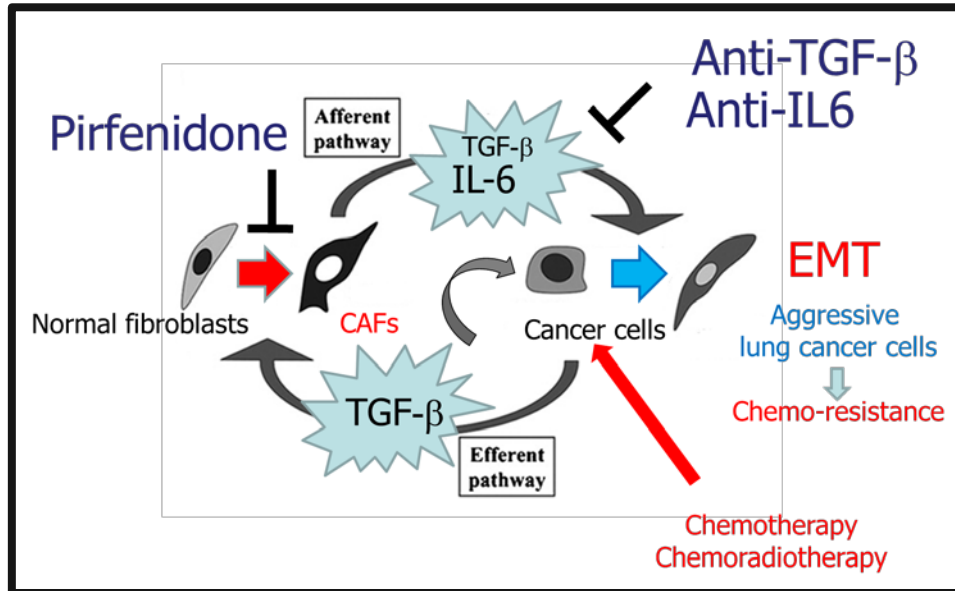 Anti-TGF-β
Anti-IL6
Pirfenidone
Afferent
pathway
TGF-β
IL-6
Normal fibroblasts
CAFs
Cancer cells
EMT
Aggressive
lung cancer cells
Chemo-resistance
TGF-β
Efferent
pathway
Chemotherapy
Chemoradiotherapy